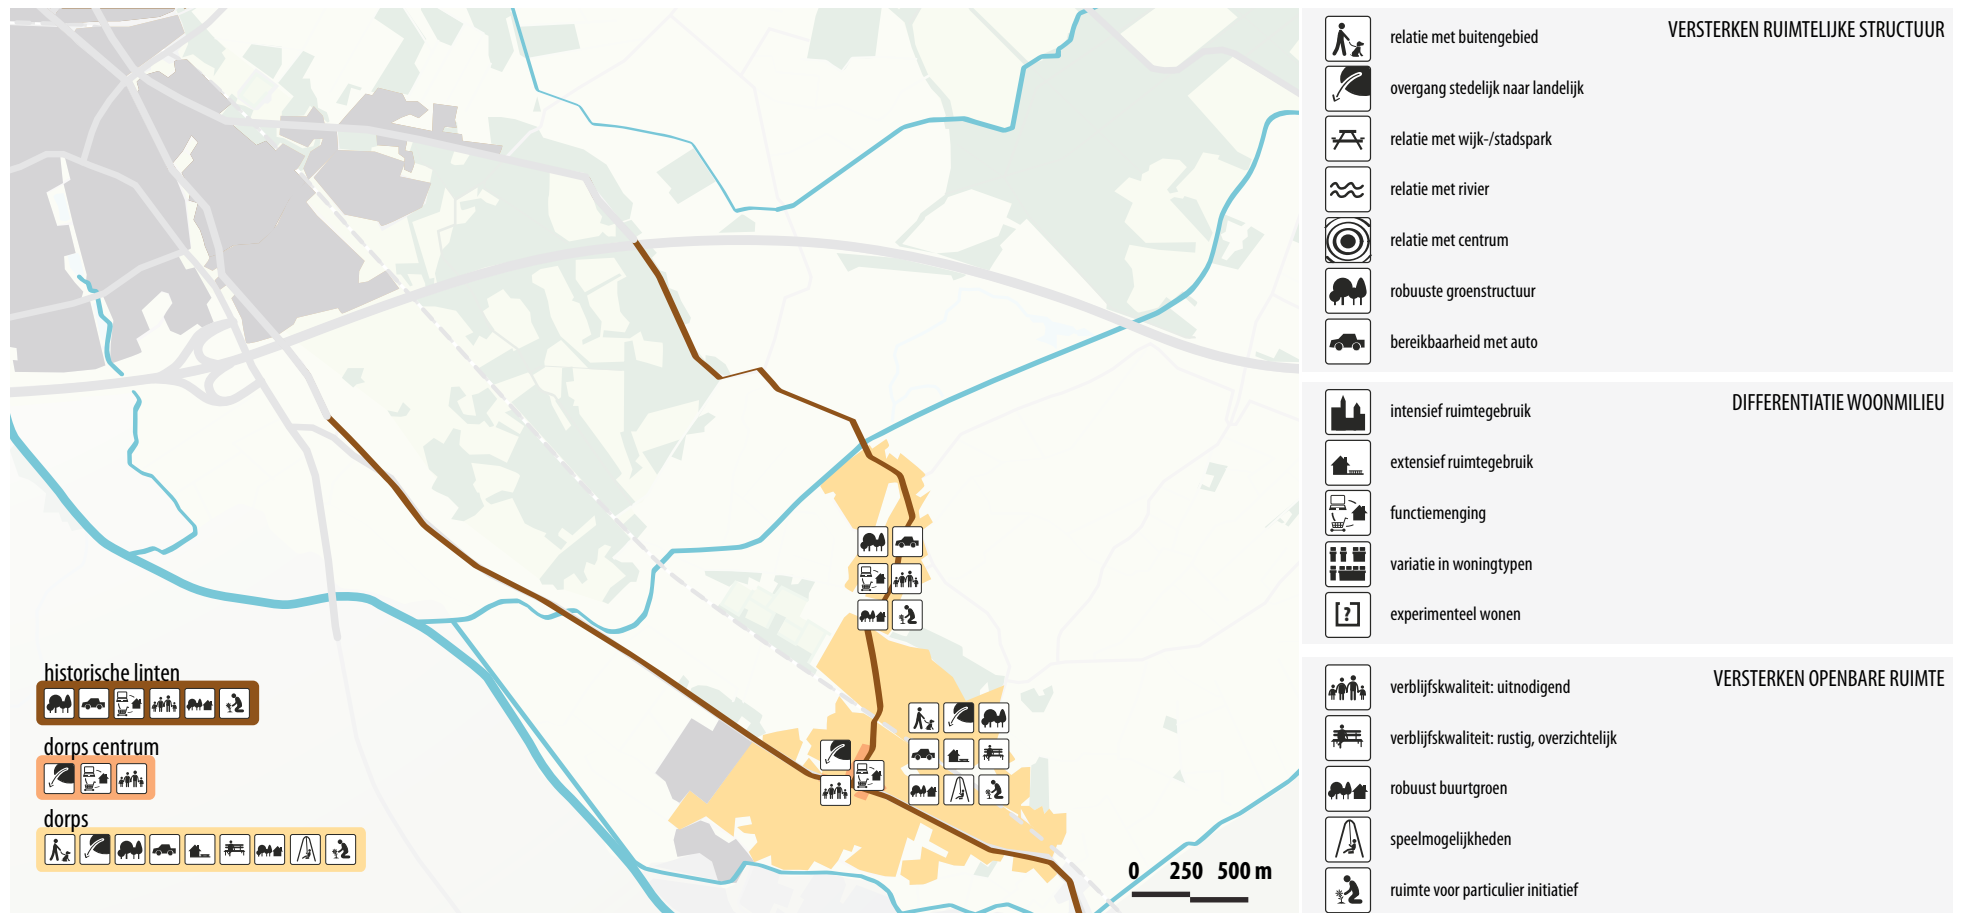 historische linten
dorps centrum
dorps
0 250 500 m
VERSTERKEN RUIMTELIJKE STRUCTUUR
relatie met buitengebied
overgang stedelijk naar landelijk
relatie met wijk-/stadspark
relatie met rivier
relatie met centrum
robuuste groenstructuur
bereikbaarheid met auto
DIFFERENTIATIE WOONMILIEU
intensief ruimtegebruik
extensief ruimtegebruik
functiemenging
variatie in woningtypen
[?]
experimenteel wonen
VERSTERKEN OPENBARE RUIMTE
verblijfskwaliteit: uitnodigend
verblijfskwaliteit: rustig, overzichtelijk
robuust buurtgroen
speelmogelijkheden
ruimte voor particulier initiatief